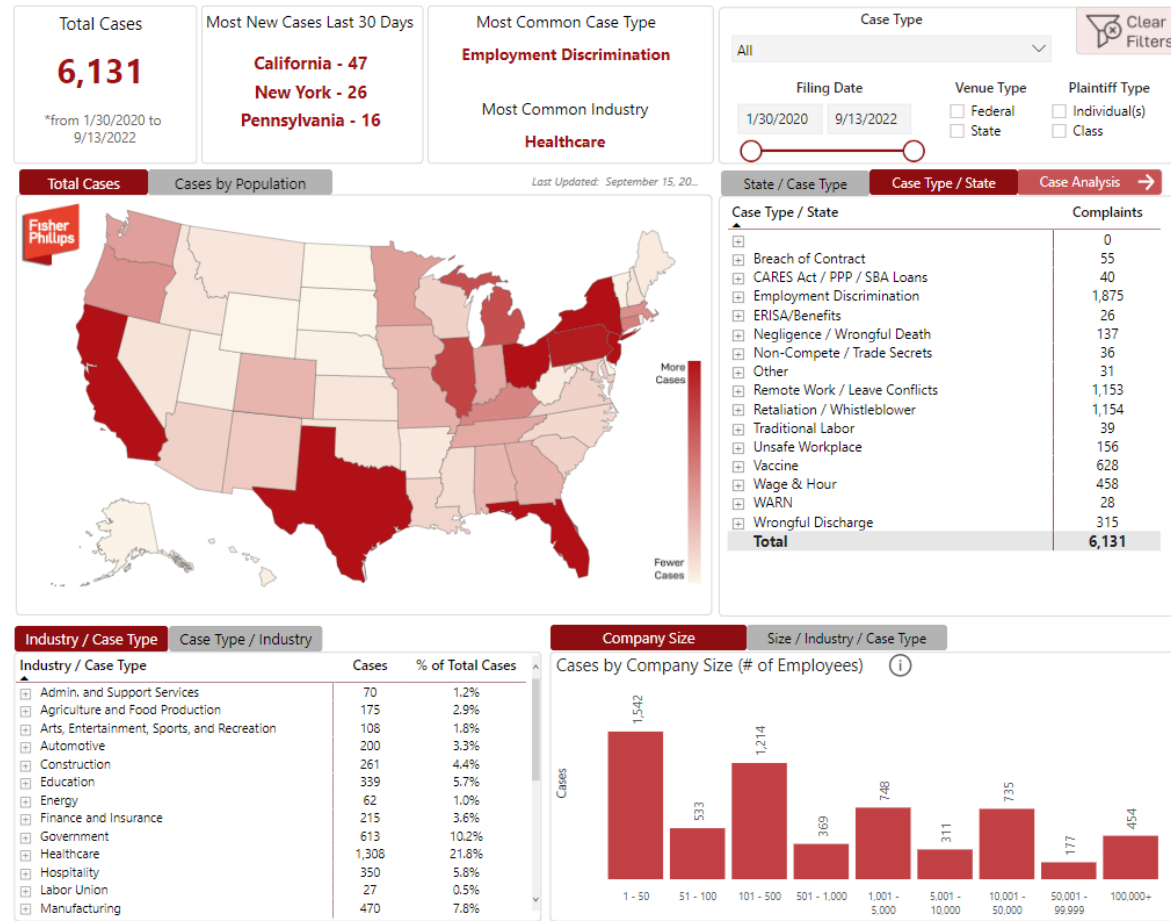 Total Cases
6,131
*from 1/30/2020 to
9/13/2022
Most New Cases Last 30 Days
California - 47
New York - 26
Pennsylvania - 16
Most Common Case Type
Employment Discrimination
Most Common Industry
Healthcare
Case Type
All
Clear
Filters
Filing Date
1/30/2020 9/13/2022
Venue Type
Federal
State
Plaintiff Type
Individual(s)
Class
Total Cases Cases by Population
Last Updated: September 15, 20...
Fisher
Phillips
More
Cases
Fewer
Cases
State / Case Type Case Type / State Case Analysis
Case Type / State Complaints
0
Breach of Contract 55
CARES Act / PPP / SBA Loans 40
Employment Discrimination 1,875
ERISA/Benefits 26
Negligence / Wrongful Death 137
Non-Compete / Trade Secrets 36
Other 31
Remote Work / Leave Conflicts 1,153
Retaliation / Whistleblower 1,154
Traditional Labor 39
Unsafe Workplace 156
Vaccine 628
Wage & Hour 458
WARN 28
Wrongful Discharge 315
Total 6,131
Industry / Case Type Case Type / Industry
Industry / Case Type Cases % of Total Cases
Admin. and Support Services 70 1.2%
Agriculture and Food Production 175 2.9%
Arts, Entertainment, Sports, and Recreation 108 1.8%
Automotive 200 3.3%
Construction 261 4.4%
Education 339 5.7%
Energy 62 1.0%
Finance and Insurance 215 3.6%
Government 613 10.2%
Healthcare 1,308 21.8%
Hospitality 350 5.8%
Labor Union 27 0.5%
Manufacturing 470 7.8%
Company Size Size / Industry / Case Type
Cases by Company Size (# of Employees)
Cases
1,542 533 1,214 369 748 311 735 177 454
1 - 50 51 - 100 101 - 500 501 - 1,000 1,001 - 5,000 5,001 - 10,000 10,001 - 50,000 50,001 - 99,999 100,000+